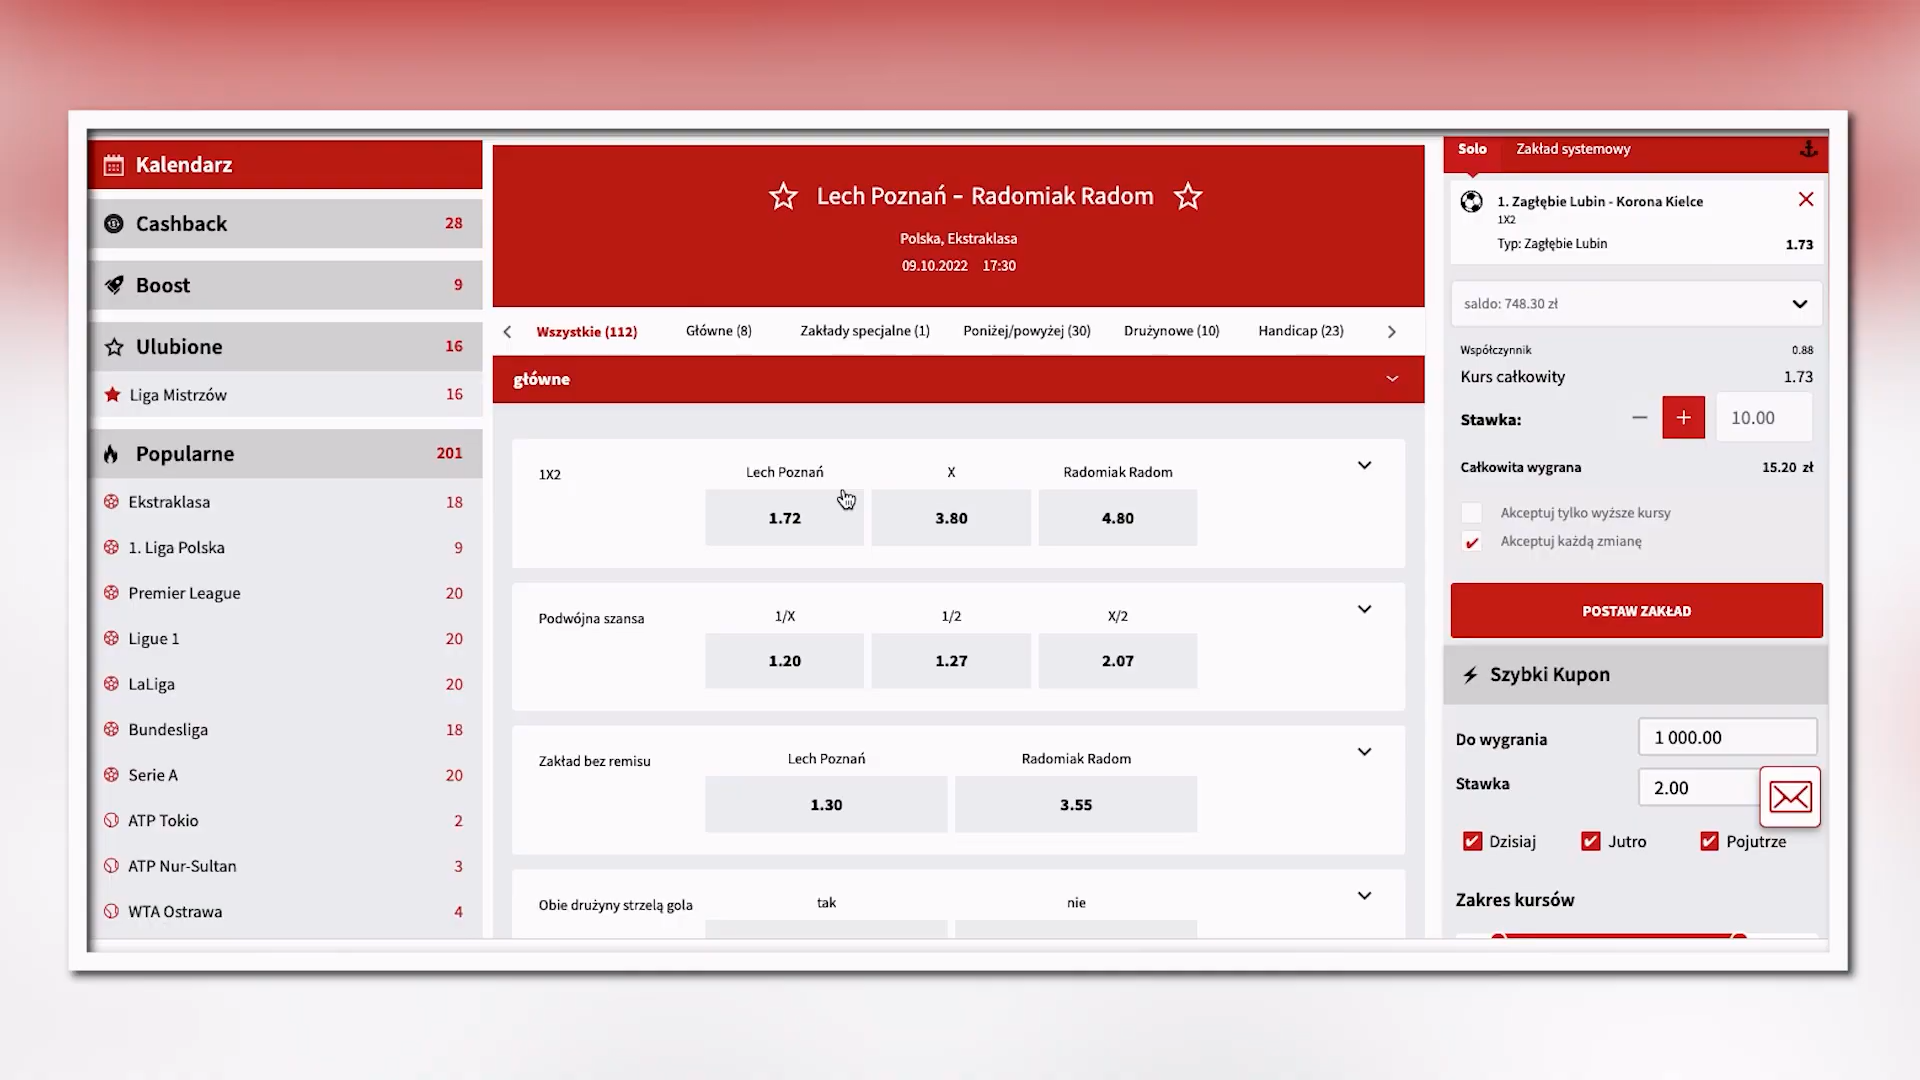 Kalendarz
Cashback 28
Boost 9
Ulubione 16
Liga Mistrzów 16
Popularne 201
Ekstraklasa 18
1. Liga Polska 9
Premier League 20
Ligue 1 20
LaLiga 20
Bundesliga 18
Serie A 20
ATP Tokio 2
ATP Nur-Sultan 3
WTA Ostrawa 4
Lech Poznań - Radomiak Radom
Polska, Ekstraklasa
09.10.2022 17:30
Wszystkie (112) Główne (8) Zakłady specjalne (1) Poniżej/powyżej (30) Drużynowe (10) Handicap (23)
główne
1X2 Lech Poznań X Radomiak Radom
1.72 3.80 4.80
Podwójna szansa 1/X 1/2 X/2
1.20 1.27 2.07
Zakład bez remisu Lech Poznań Radomiak Radom
1.30 3.55
Obie drużyny strzelą gola tak nie
Solo Zakład systemowy
1. Zagłębie Lubin - Korona Kielce
1X2
Typ: Zagłębie Lubin 1.73
saldo: 748.30 zł
Współczynnik 0.88
Kurs całkowity 1.73
Stawka: − + 10.00
Całkowita wygrana 15.20 zł
Akceptuj tylko wyższe kursy
Akceptuj każdą zmianę
POSTAW ZAKŁAD
Szybki Kupon
Do wygrania 1 000.00
Stawka 2.00
Dzisiaj Jutro Pojutrze
Zakres kursów